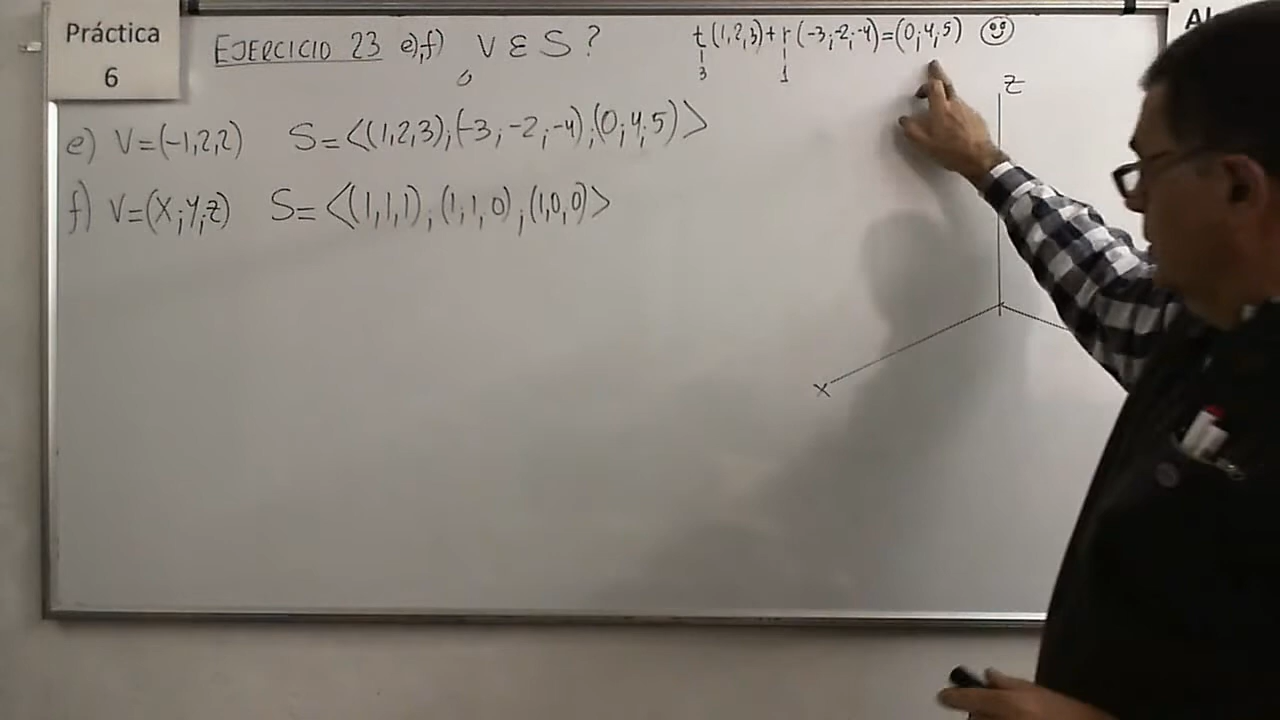 Práctica
6
EJERCICIO 23 e),f) ¿ V ∈ S ?
t(1,2,3)+r(-3;-2;-4)=(0;4;5)
3 1
e) V=(-1,2,2) S=<(1,2,3);(-3;-2;-4);(0;4;5)>
f) V=(X;Y;Z) S=<(1,1,1),(1,1,0),(1,0,0)>
Z
X